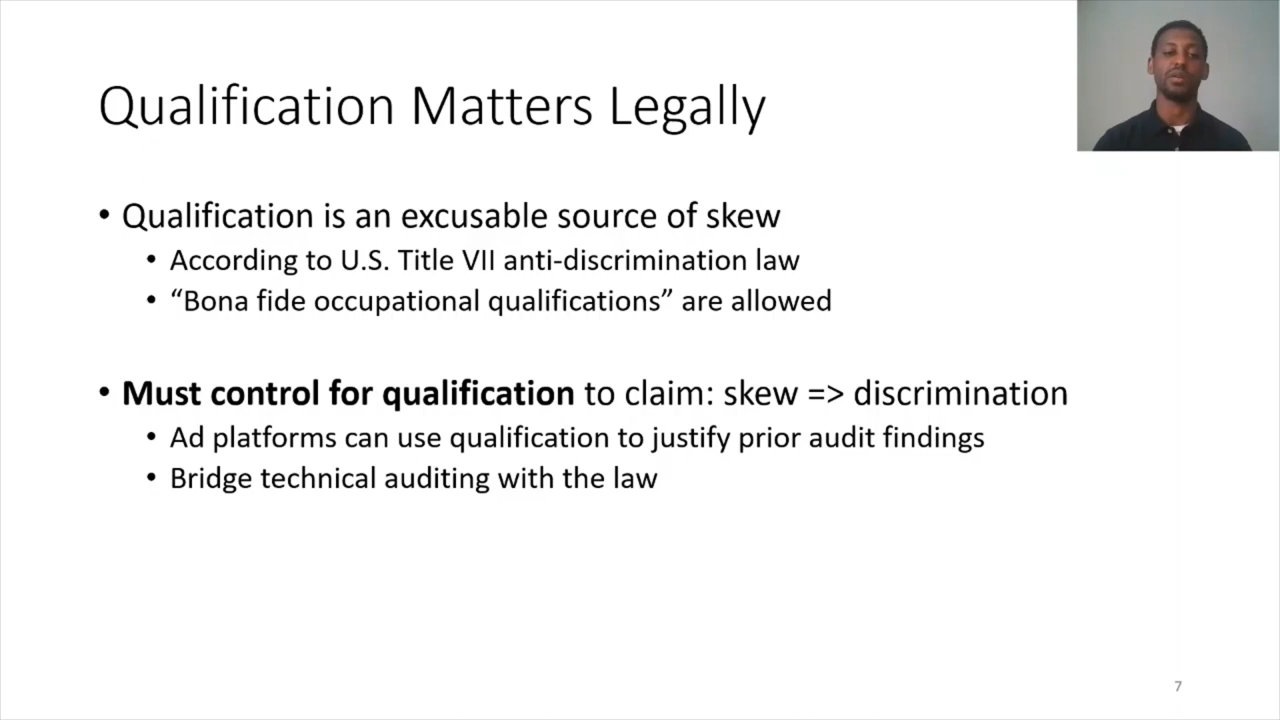 Qualification Matters Legally
• Qualification is an excusable source of skew
• According to U.S. Title VII anti-discrimination law
• “Bona fide occupational qualifications” are allowed
• Must control for qualification to claim: skew => discrimination
• Ad platforms can use qualification to justify prior audit findings
• Bridge technical auditing with the law
7